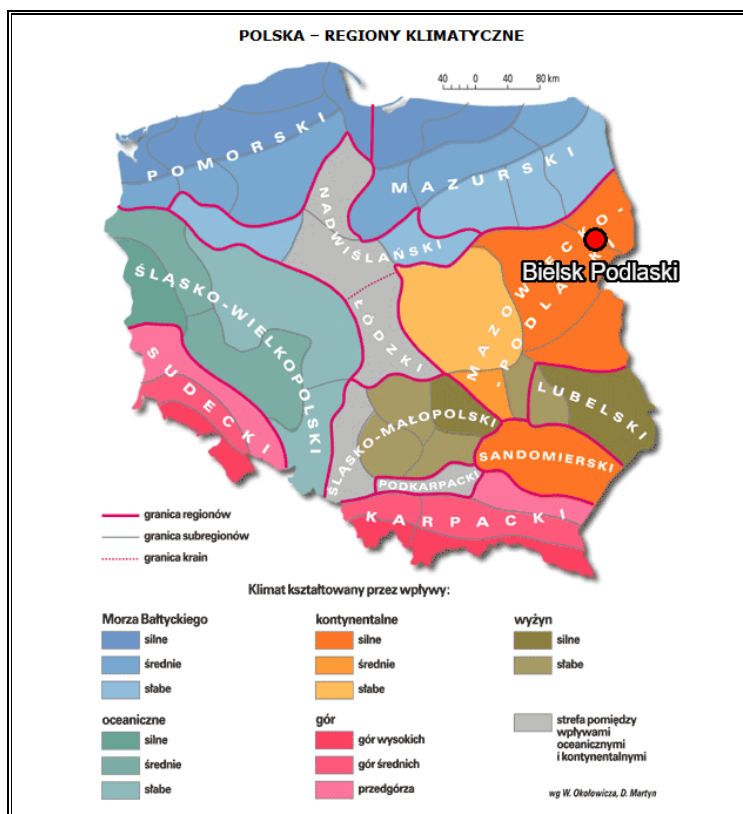 POLSKA – REGIONY KLIMATYCZNE
40 0 40 80 km
POMORSKI
MAZURSKI
NADWIŚLAŃSKI
MAZOWIECKO-
-PODLASKI
Bielsk Podlaski
ŚLĄSKO-WIELKOPOLSKI
ŁÓDZKI
SUDECKI
LUBELSKI
ŚLĄSKO-MAŁOPOLSKI
SANDOMIERSKI
PODKARPACKI
KARPACKI
granica regionów
granica subregionów
granica krain
Klimat kształtowany przez wpływy:
Morza Bałtyckiego
silne
średnie
słabe
kontynentalne
silne
średnie
słabe
wyżyn
silne
słabe
oceaniczne
silne
średnie
słabe
gór
gór wysokich
gór średnich
przedgórza
strefa pomiędzy
wpływami
oceanicznymi
i kontynentalnymi
wg W. Okołowicza, D. Martyn